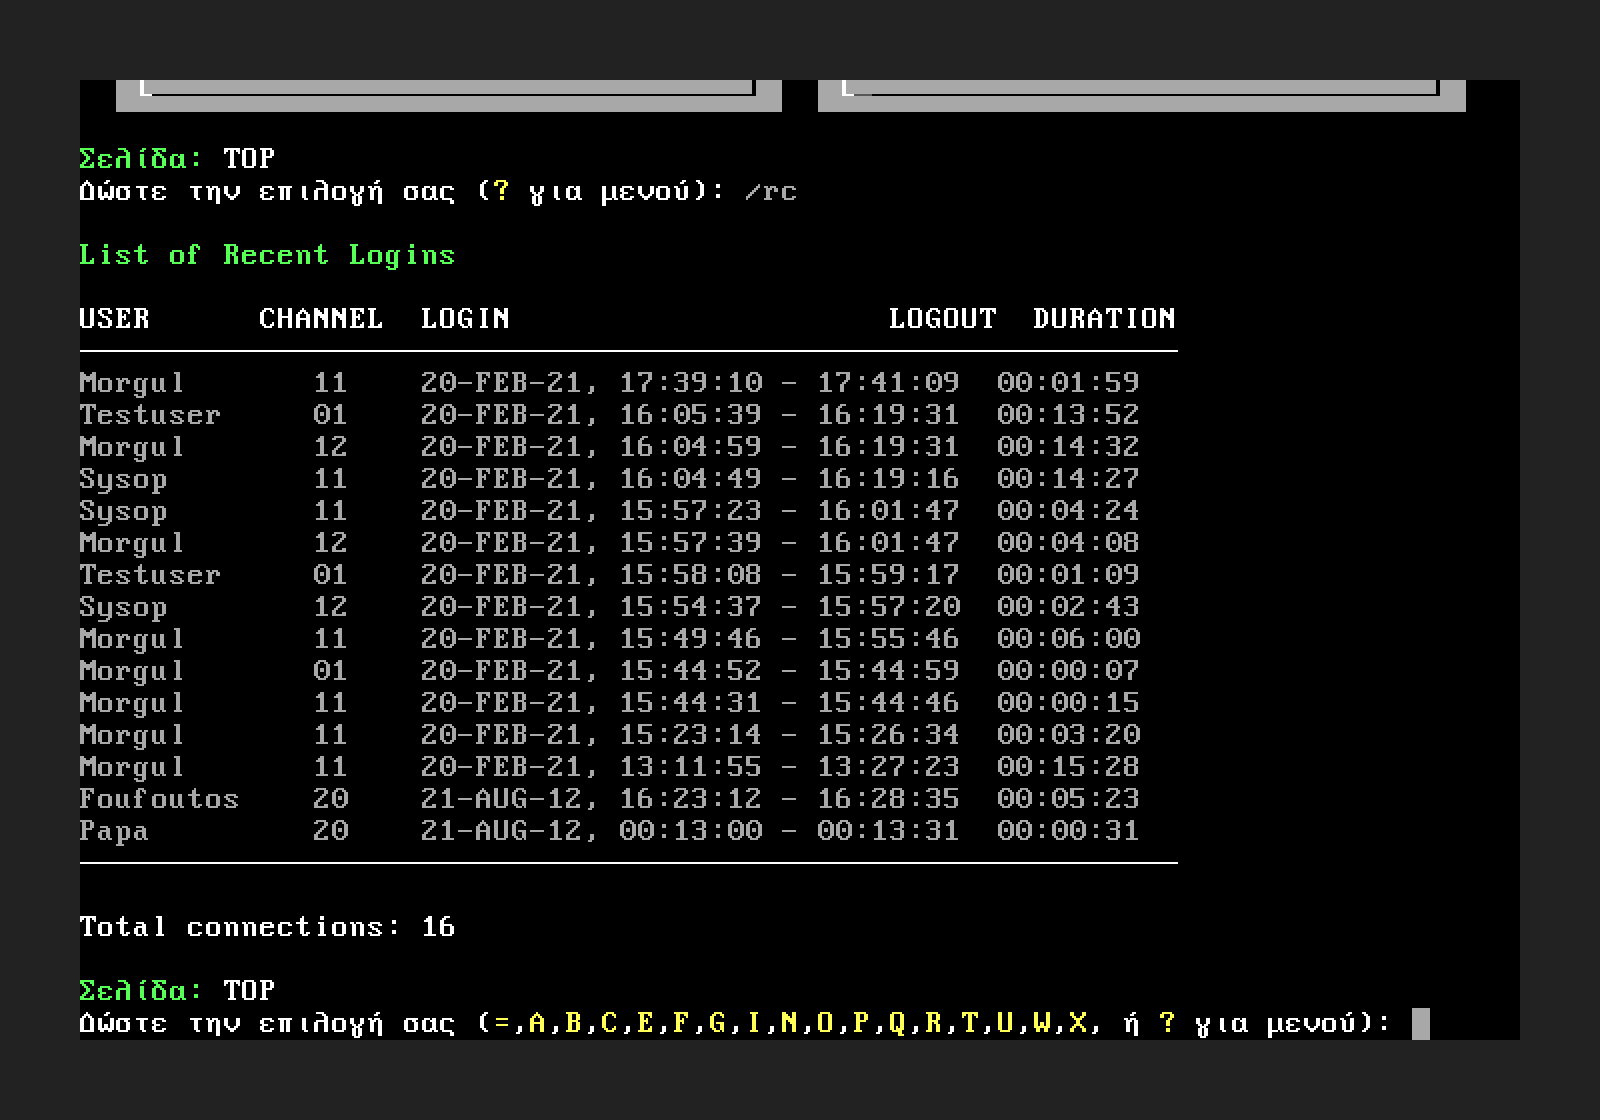 Σελίδα: TOP
Δώστε την επιλογή σας (? για μενού): /rc
List of Recent Logins
USER CHANNEL LOGIN LOGOUT DURATION
Morgul 11 20-FEB-21, 17:39:10 - 17:41:09 00:01:59
Testuser 01 20-FEB-21, 16:05:39 - 16:19:31 00:13:52
Morgul 12 20-FEB-21, 16:04:59 - 16:19:31 00:14:32
Sysop 11 20-FEB-21, 16:04:49 - 16:19:16 00:14:27
Sysop 11 20-FEB-21, 15:57:23 - 16:01:47 00:04:24
Morgul 12 20-FEB-21, 15:57:39 - 16:01:47 00:04:08
Testuser 01 20-FEB-21, 15:58:08 - 15:59:17 00:01:09
Sysop 12 20-FEB-21, 15:54:37 - 15:57:20 00:02:43
Morgul 11 20-FEB-21, 15:49:46 - 15:55:46 00:06:00
Morgul 01 20-FEB-21, 15:44:52 - 15:44:59 00:00:07
Morgul 11 20-FEB-21, 15:44:31 - 15:44:46 00:00:15
Morgul 11 20-FEB-21, 15:23:14 - 15:26:34 00:03:20
Morgul 11 20-FEB-21, 13:11:55 - 13:27:23 00:15:28
Foufoutos 20 21-AUG-12, 16:23:12 - 16:28:35 00:05:23
Papa 20 21-AUG-12, 00:13:00 - 00:13:31 00:00:31
Total connections: 16
Σελίδα: TOP
Δώστε την επιλογή σας (=,A,B,C,E,F,G,I,N,O,P,Q,R,T,U,W,X, ή ? για μενού):